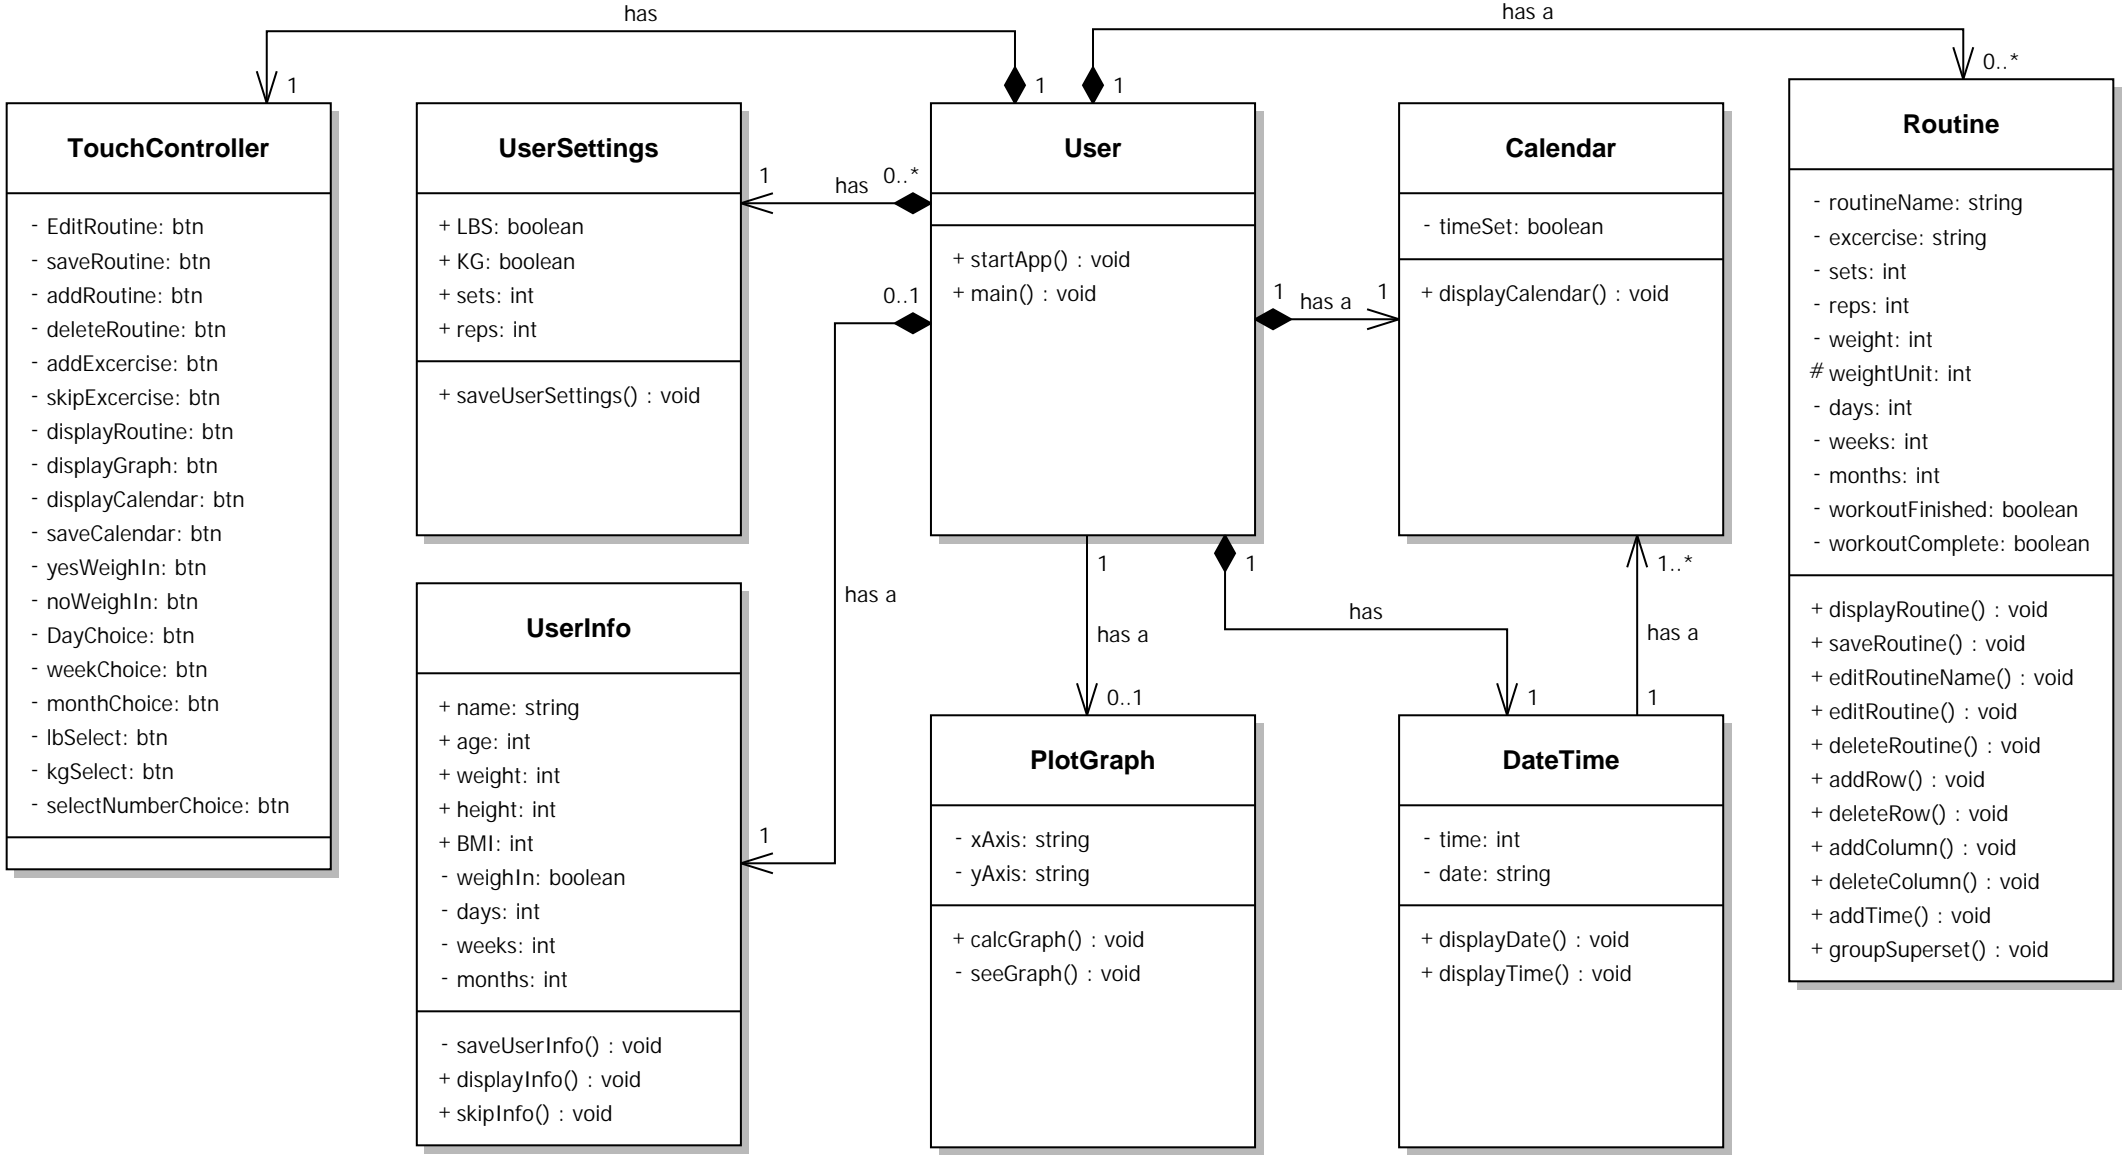 has
has a
1
1
1
0..*
TouchController
- EditRoutine: btn
- saveRoutine: btn
- addRoutine: btn
- deleteRoutine: btn
- addExcercise: btn
- skipExcercise: btn
- displayRoutine: btn
- displayGraph: btn
- displayCalendar: btn
- saveCalendar: btn
- yesWeighIn: btn
- noWeighIn: btn
- DayChoice: btn
- weekChoice: btn
- monthChoice: btn
- lbSelect: btn
- kgSelect: btn
- selectNumberChoice: btn
UserSettings
+ LBS: boolean
+ KG: boolean
+ sets: int
+ reps: int
+ saveUserSettings() : void
1
has
0..*
0..1
has a
1
User
+ startApp() : void
+ main() : void
1
has a
1
Calendar
- timeSet: boolean
+ displayCalendar() : void
Routine
- routineName: string
- excercise: string
- sets: int
- reps: int
- weight: int
# weightUnit: int
- days: int
- weeks: int
- months: int
- workoutFinished: boolean
- workoutComplete: boolean
+ displayRoutine() : void
+ saveRoutine() : void
+ editRoutineName() : void
+ editRoutine() : void
+ deleteRoutine() : void
+ addRow() : void
+ deleteRow() : void
+ addColumn() : void
+ deleteColumn() : void
+ addTime() : void
+ groupSuperset() : void
UserInfo
+ name: string
+ age: int
+ weight: int
+ height: int
+ BMI: int
- weighIn: boolean
- days: int
- weeks: int
- months: int
- saveUserInfo() : void
+ displayInfo() : void
+ skipInfo() : void
1
has a
0..1
1
has
1
1..*
has a
1
PlotGraph
- xAxis: string
- yAxis: string
+ calcGraph() : void
- seeGraph() : void
DateTime
- time: int
- date: string
+ displayDate() : void
+ displayTime() : void